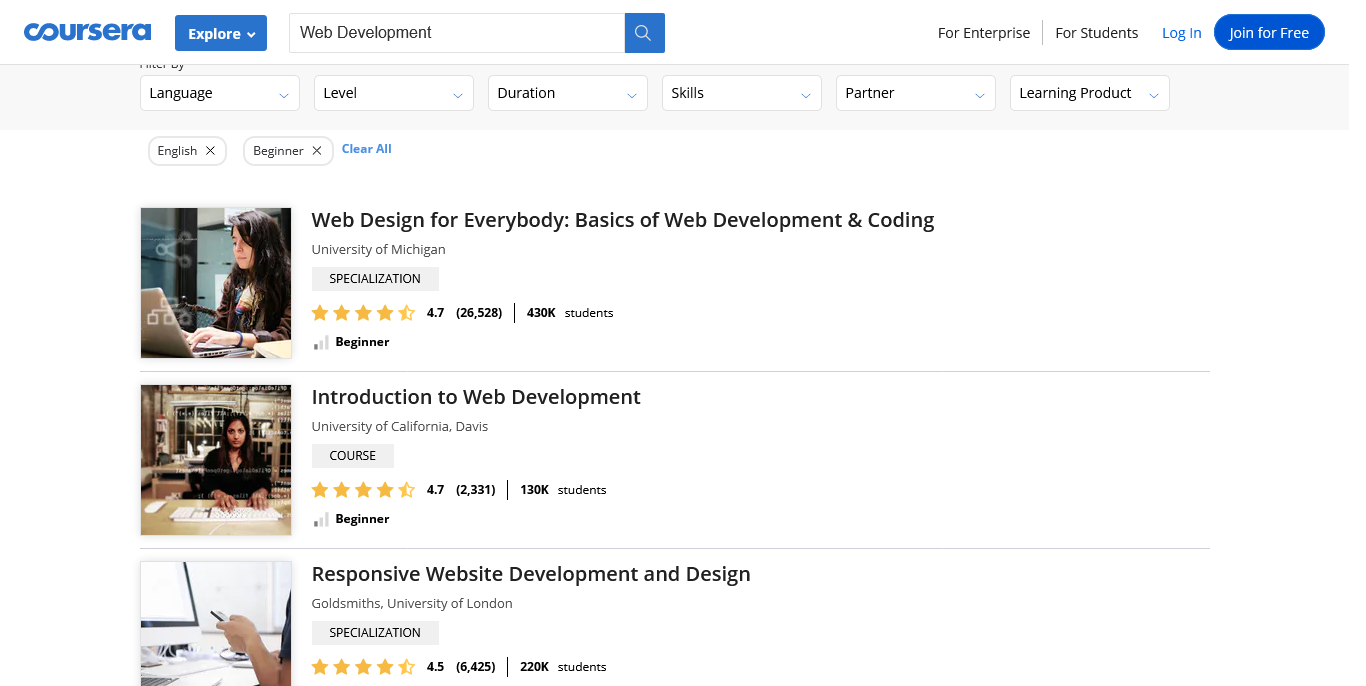 coursera
Explore
Web Development
For Enterprise
For Students
Log In
Join for Free
Filter By
Language
Level
Duration
Skills
Partner
Learning Product
English
Beginner
Clear All
Web Design for Everybody: Basics of Web Development & Coding
University of Michigan
SPECIALIZATION
4.7 (26,528) 430K students
Beginner
Introduction to Web Development
University of California, Davis
COURSE
4.7 (2,331) 130K students
Beginner
Responsive Website Development and Design
Goldsmiths, University of London
SPECIALIZATION
4.5 (6,425) 220K students